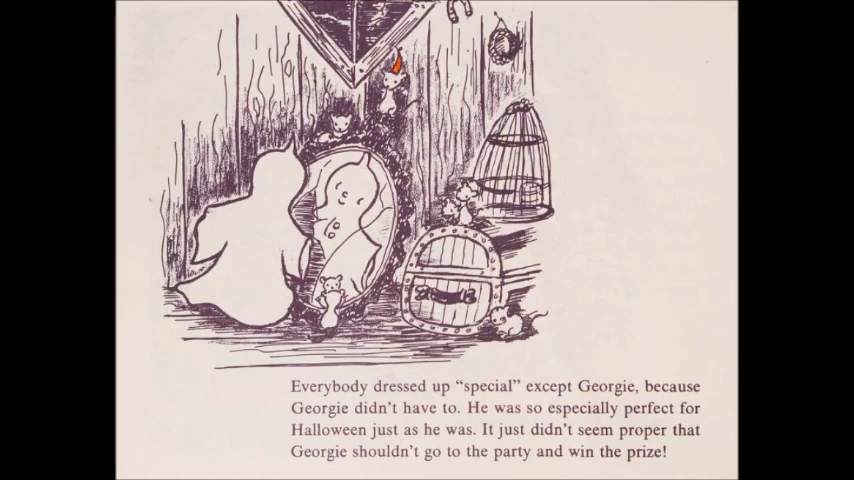 Everybody dressed up “special” except Georgie, because
Georgie didn’t have to. He was so especially perfect for
Halloween just as he was. It just didn’t seem proper that
Georgie shouldn’t go to the party and win the prize!